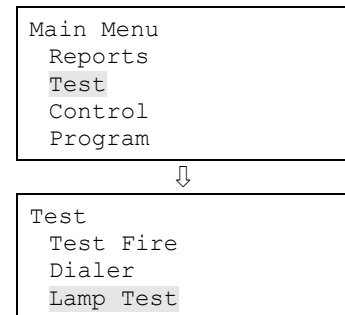 Main Menu
Reports
Test
Control
Program
⇩
Test
Test Fire
Dialer
Lamp Test